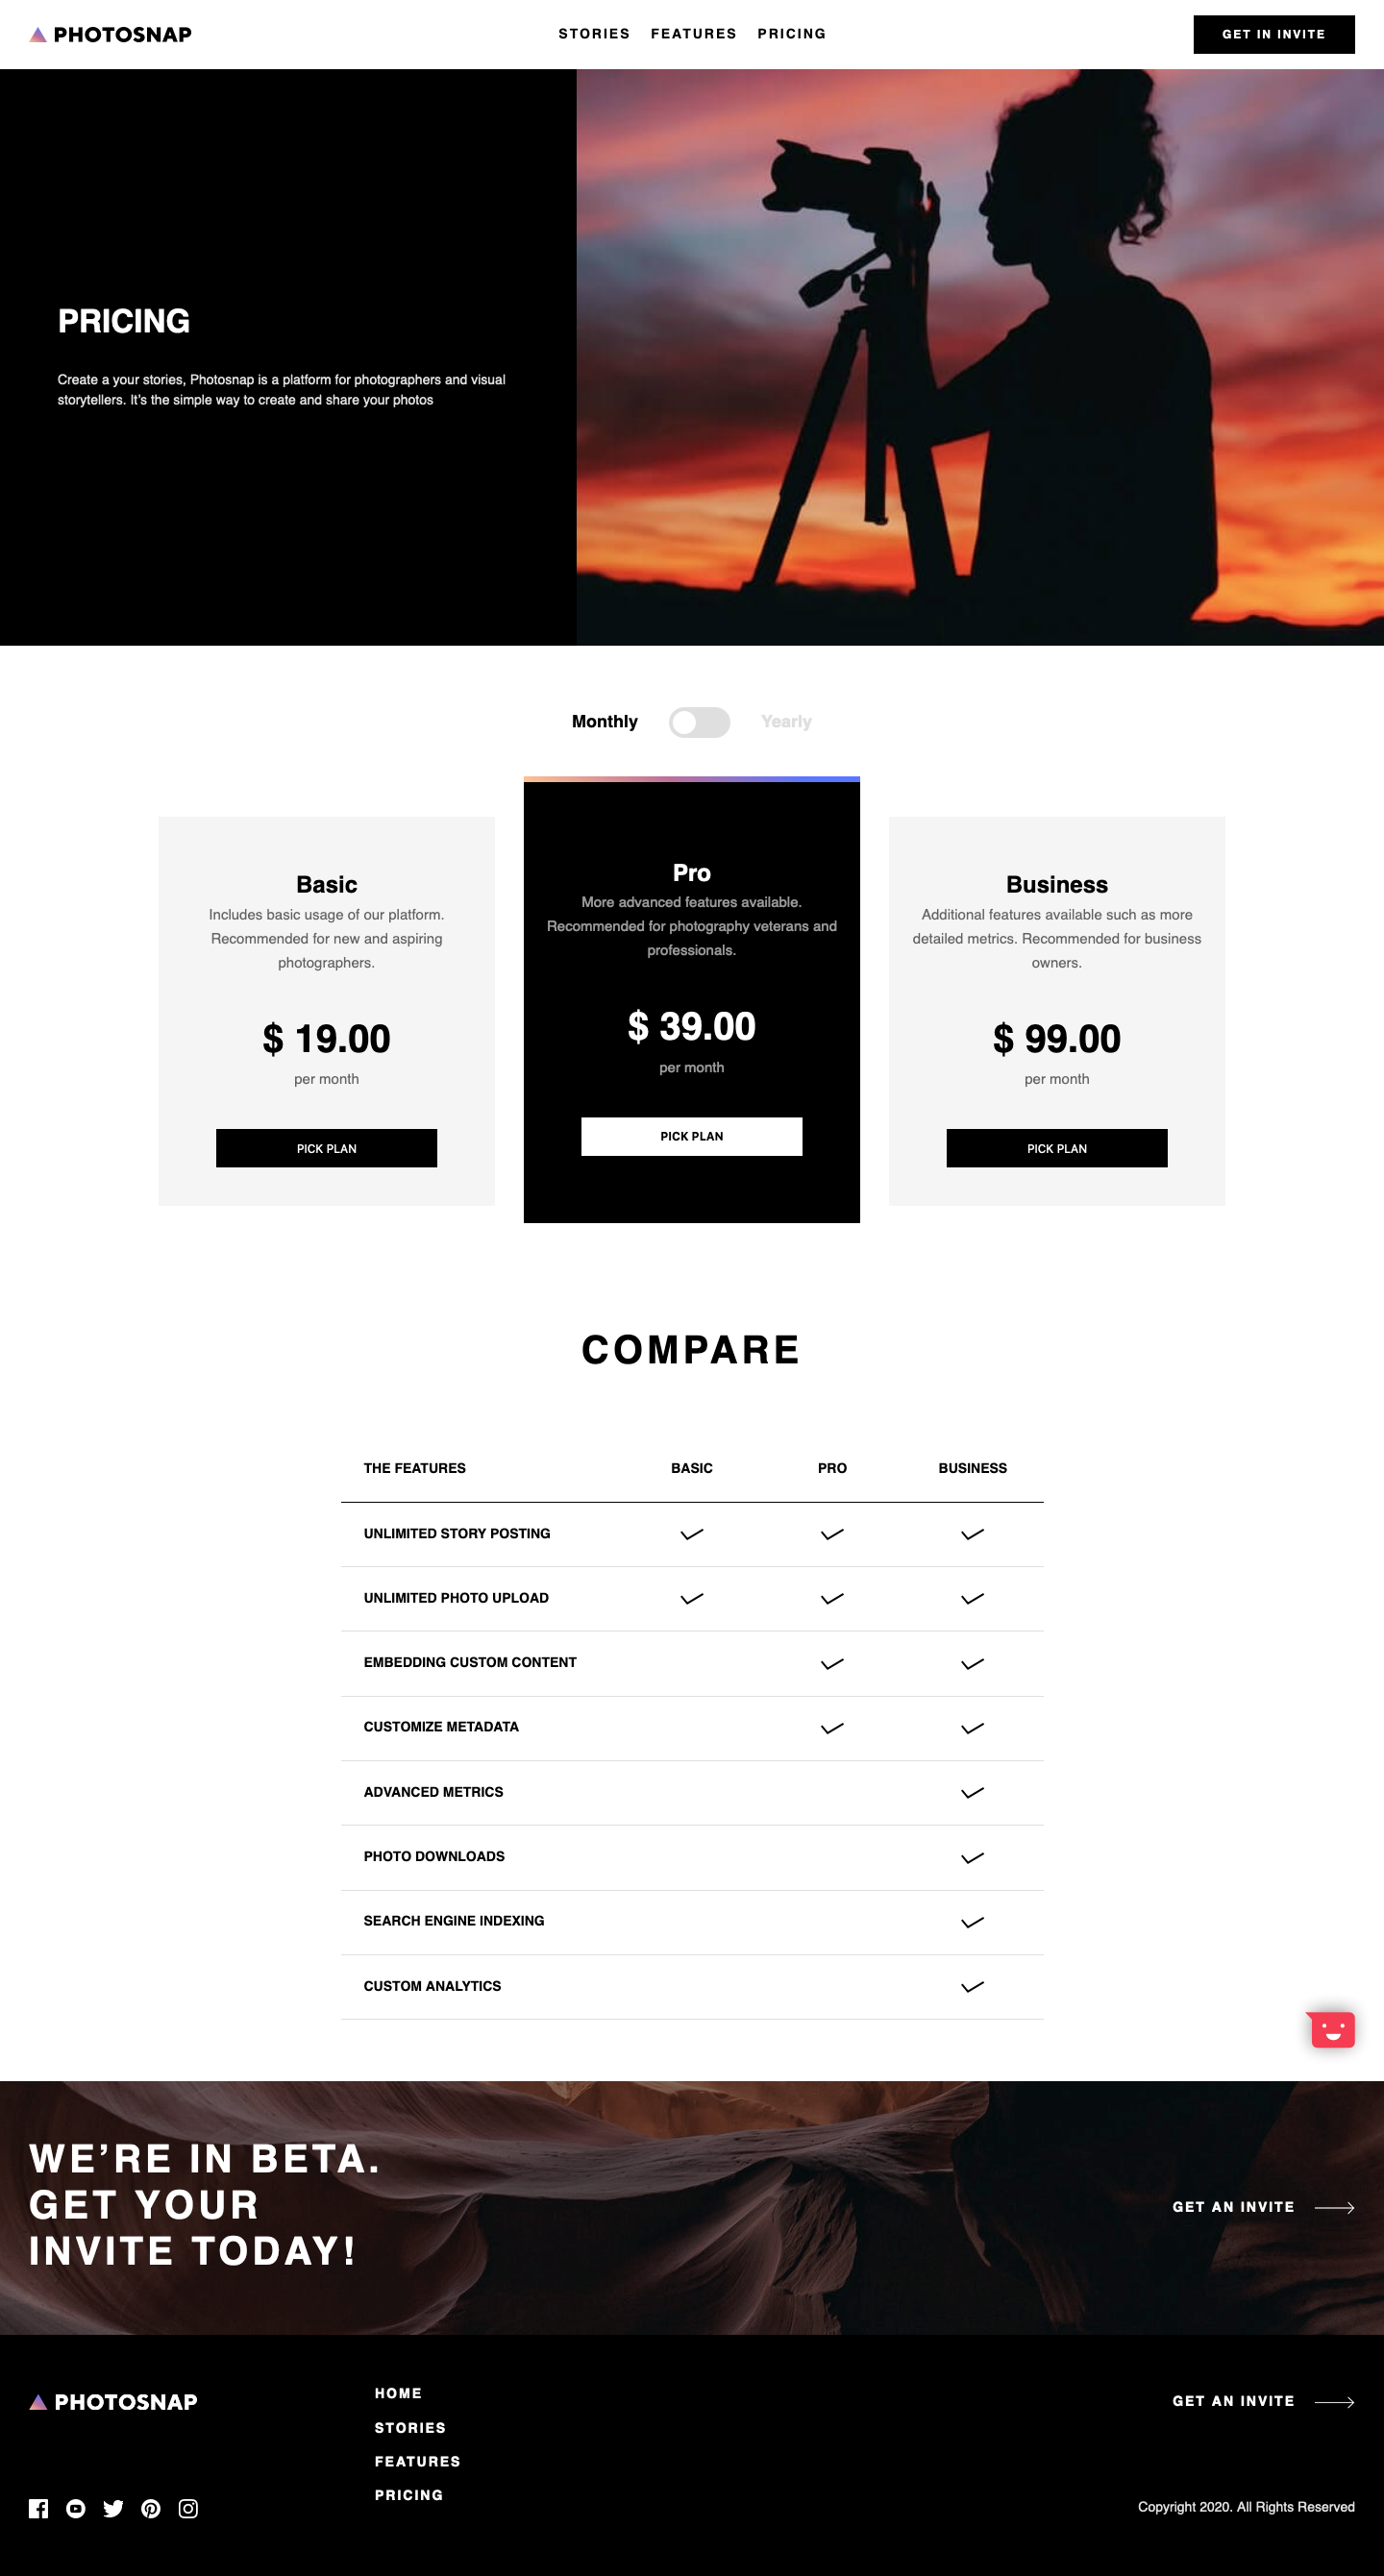 PHOTOSNAP
STORIES FEATURES PRICING
GET IN INVITE
PRICING
Create a your stories, Photosnap is a platform for photographers and visual
storytellers. It’s the simple way to create and share your photos
Monthly
Yearly
Basic
Includes basic usage of our platform.
Recommended for new and aspiring
photographers.
$ 19.00
per month
PICK PLAN
Pro
More advanced features available.
Recommended for photography veterans and
professionals.
$ 39.00
per month
PICK PLAN
Business
Additional features available such as more
detailed metrics. Recommended for business
owners.
$ 99.00
per month
PICK PLAN
COMPARE
THE FEATURES BASIC PRO BUSINESS
UNLIMITED STORY POSTING
UNLIMITED PHOTO UPLOAD
EMBEDDING CUSTOM CONTENT
CUSTOMIZE METADATA
ADVANCED METRICS
PHOTO DOWNLOADS
SEARCH ENGINE INDEXING
CUSTOM ANALYTICS
WE’RE IN BETA.
GET YOUR
INVITE TODAY!
GET AN INVITE
PHOTOSNAP
HOME
STORIES
FEATURES
PRICING
GET AN INVITE
Copyright 2020. All Rights Reserved